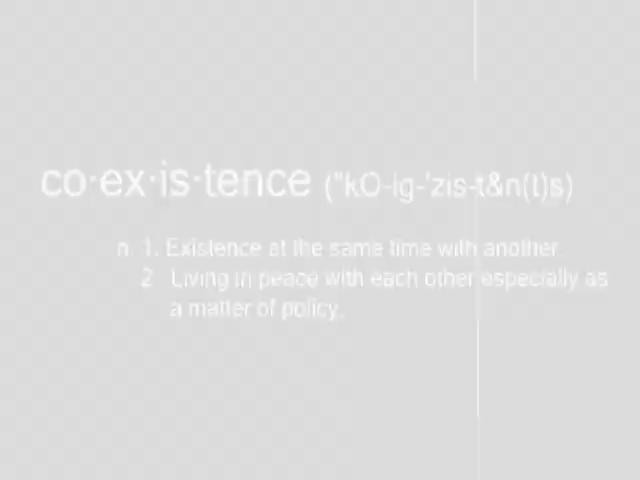 co·ex·is·tence ("kO-ig-'zis-t&n(t)s)
n. 1. Existence at the same time with another.
2 Living in peace with each other especially as
a matter of policy.